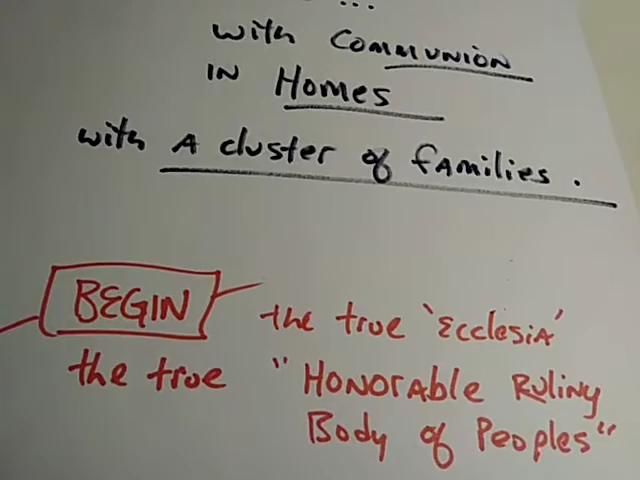 ...
with COMMUNION
IN HOMES
with A cluster of fAmilies.
BEGIN the true 'EcclesiA'
the true "HONORAble RULINg
Body of PeoPles"